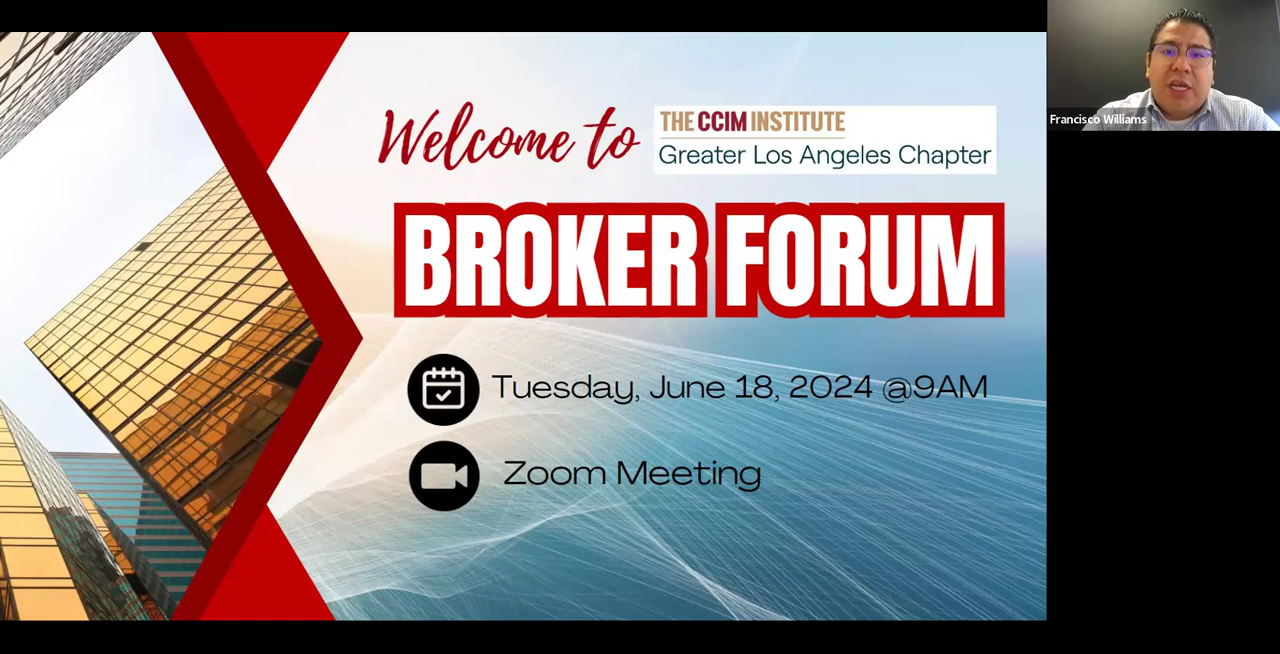 Welcome to
THE CCIM INSTITUTE
Greater Los Angeles Chapter
BROKER FORUM
Tuesday, June 18, 2024 @9AM
Zoom Meeting
Francisco Williams